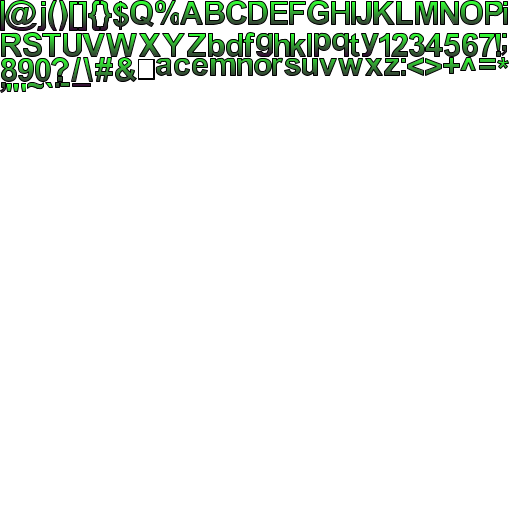 |@j()[]{}$Q%ABCDEFGHIJKLMNOPi
RSTUVWXYZbdfghklpqty1234567!;
890?/\#&□acemnorsuvwxz:<>+^=*
,"'~`-_